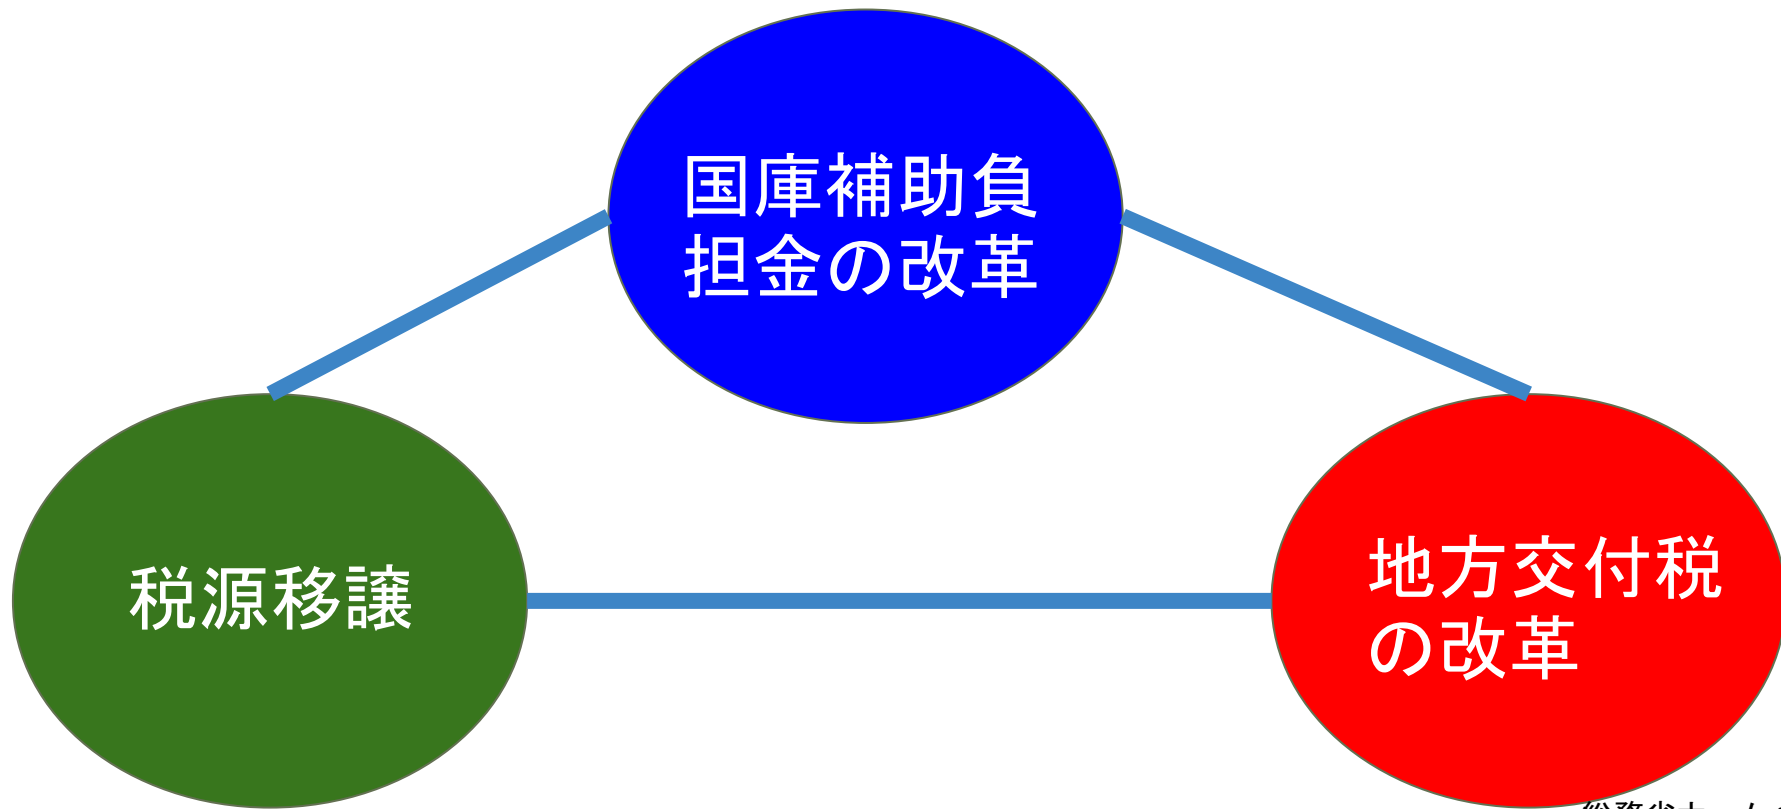 国庫補助負
担金の改革
税源移譲
地方交付税
の改革